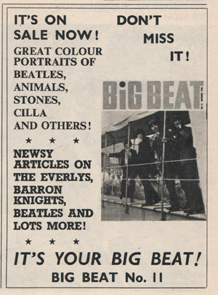 IT'S ON
SALE NOW!
GREAT COLOUR
PORTRAITS OF
BEATLES,
ANIMALS,
STONES,
CILLA
AND OTHERS!
NEWSY
ARTICLES ON
THE EVERLYS,
BARRON
KNIGHTS,
BEATLES AND
LOTS MORE!
DON'T
MISS
IT!
BiG BEAT
IT'S YOUR BIG BEAT!
BIG BEAT No. 11